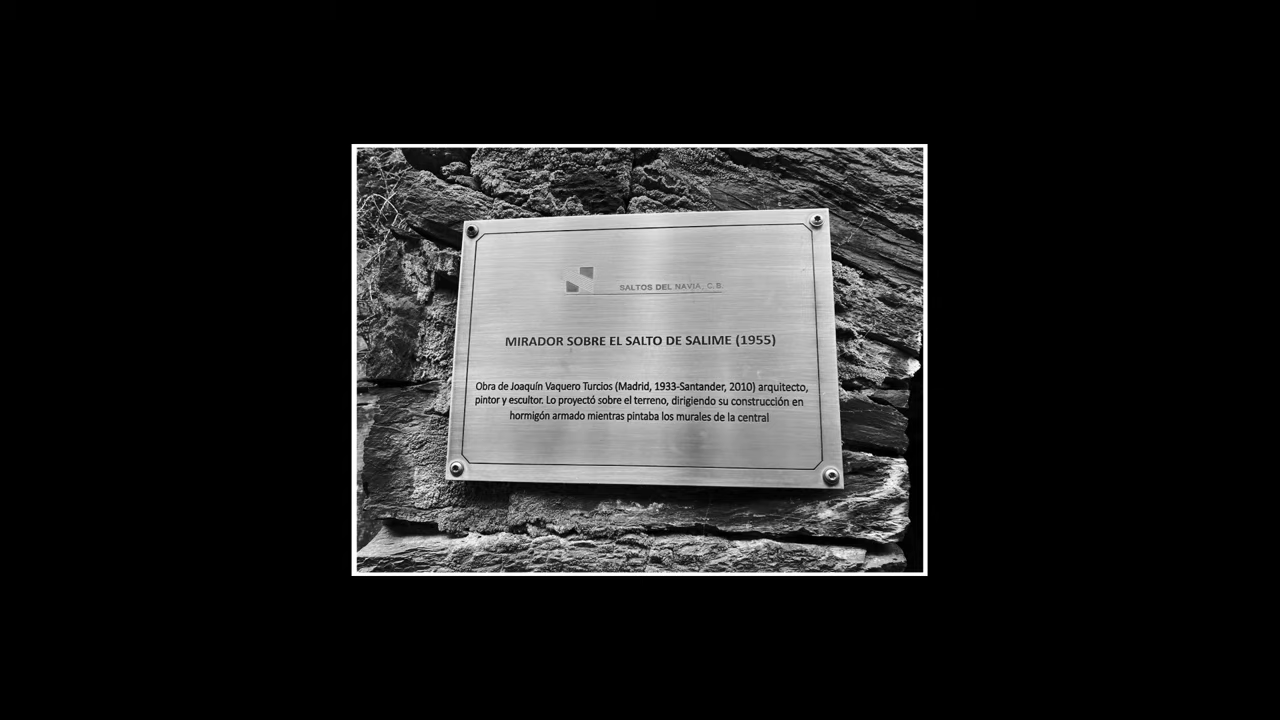 SALTOS DEL NAVIA, C.B.
MIRADOR SOBRE EL SALTO DE SALIME (1955)
Obra de Joaquín Vaquero Turcios (Madrid, 1933-Santander, 2010) arquitecto,
pintor y escultor. Lo proyectó sobre el terreno, dirigiendo su construcción en
hormigón armado mientras pintaba los murales de la central